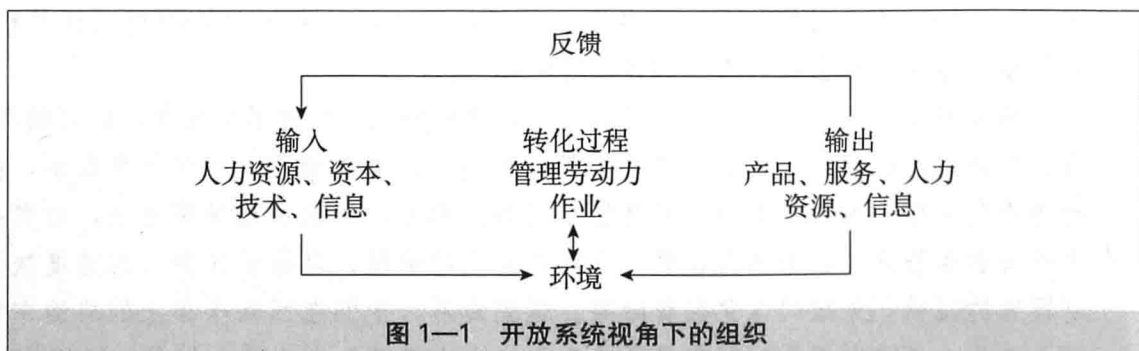 反馈
输入
人力资源、资本、
技术、信息
转化过程
管理劳动力
作业
输出
产品、服务、人力
资源、信息
环境
图 1—1 开放系统视角下的组织